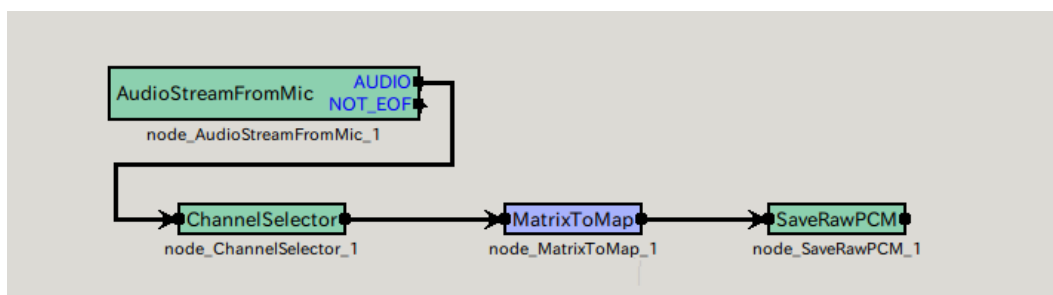 AudioStreamFromMic
AUDIO
NOT_EOF
node_AudioStreamFromMic_1
ChannelSelector
MatrixToMap
SaveRawPCM
node_ChannelSelector_1
node_MatrixToMap_1
node_SaveRawPCM_1